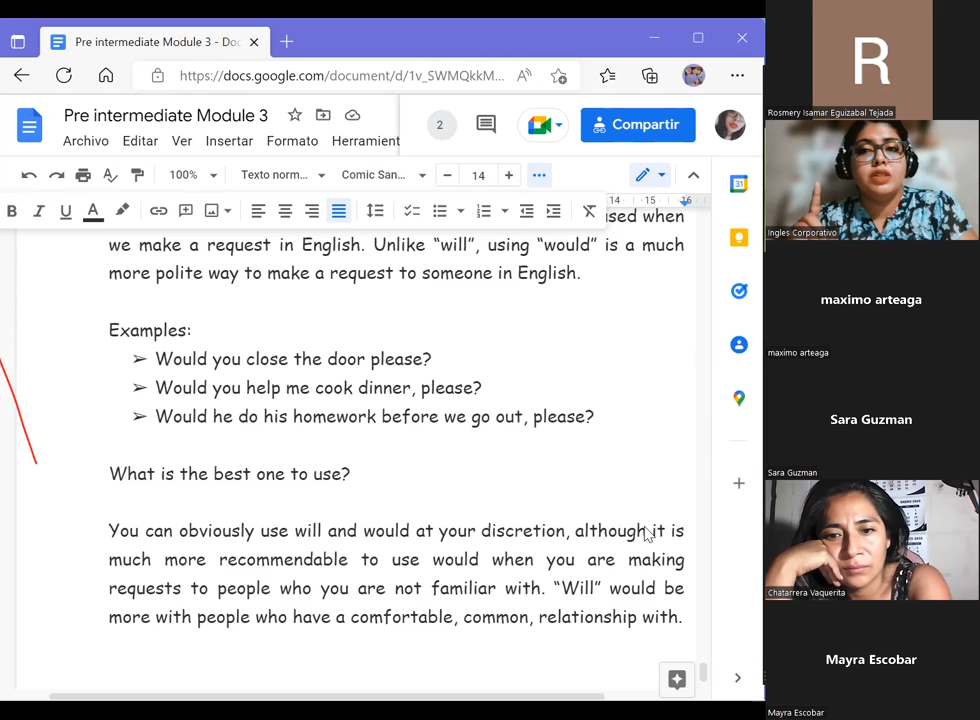 Pre intermediate Module 3 - Doc
https://docs.google.com/document/d/1v_SWMQkkM...
Pre intermediate Module 3
Archivo Editar Ver Insertar Formato Herramient
2
Compartir
100% Texto norm... Comic San... 14
14 15 16
used when
we make a request in English. Unlike “will”, using “would” is a much
more polite way to make a request to someone in English.
Examples:
➢ Would you close the door please?
➢ Would you help me cook dinner, please?
➢ Would he do his homework before we go out, please?
What is the best one to use?
You can obviously use will and would at your discretion, although it is
much more recommendable to use would when you are making
requests to people who you are not familiar with. “Will” would be
more with people who have a comfortable, common, relationship with.
R
Rosmery Isamar Eguizabal Tejada
Ingles Corporativo
maximo arteaga
maximo arteaga
Sara Guzman
Sara Guzman
Chatarrera Vaquerita
Mayra Escobar
Mayra Escobar